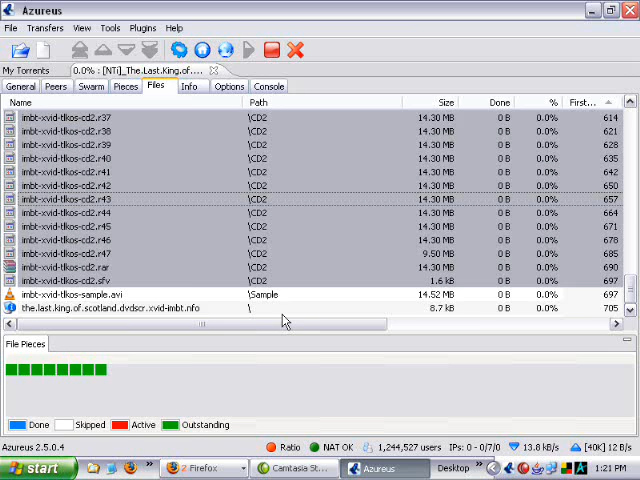 Azureus
File Transfers View Tools Plugins Help
My Torrents 0.0% : [NTi]_The.Last.King.of....
General Peers Swarm Pieces Files Info Options Console
Name Path Size Done % First...
imbt-xvid-tlkos-cd2.r37 \CD2 14.30 MB 0 B 0.0% 614
imbt-xvid-tlkos-cd2.r38 \CD2 14.30 MB 0 B 0.0% 621
imbt-xvid-tlkos-cd2.r39 \CD2 14.30 MB 0 B 0.0% 628
imbt-xvid-tlkos-cd2.r40 \CD2 14.30 MB 0 B 0.0% 635
imbt-xvid-tlkos-cd2.r41 \CD2 14.30 MB 0 B 0.0% 642
imbt-xvid-tlkos-cd2.r42 \CD2 14.30 MB 0 B 0.0% 650
imbt-xvid-tlkos-cd2.r43 \CD2 14.30 MB 0 B 0.0% 657
imbt-xvid-tlkos-cd2.r44 \CD2 14.30 MB 0 B 0.0% 664
imbt-xvid-tlkos-cd2.r45 \CD2 14.30 MB 0 B 0.0% 671
imbt-xvid-tlkos-cd2.r46 \CD2 14.30 MB 0 B 0.0% 678
imbt-xvid-tlkos-cd2.r47 \CD2 9.50 MB 0 B 0.0% 685
imbt-xvid-tlkos-cd2.rar \CD2 14.30 MB 0 B 0.0% 690
imbt-xvid-tlkos-cd2.sfv \CD2 1.6 kB 0 B 0.0% 697
imbt-xvid-tlkos-sample.avi \Sample 14.52 MB 0 B 0.0% 697
the.last.king.of.scotland.dvdscr.xvid-imbt.nfo \ 8.7 kB 0 B 0.0% 705
File Pieces
Done Skipped Active Outstanding
Azureus 2.5.0.4 Ratio NAT OK 1,244,527 users IPs: 0 - 0/7/0 13.8 kB/s [40K] 12 B/s
start 2 Firefox Camtasia St... Azureus Desktop 1:21 PM